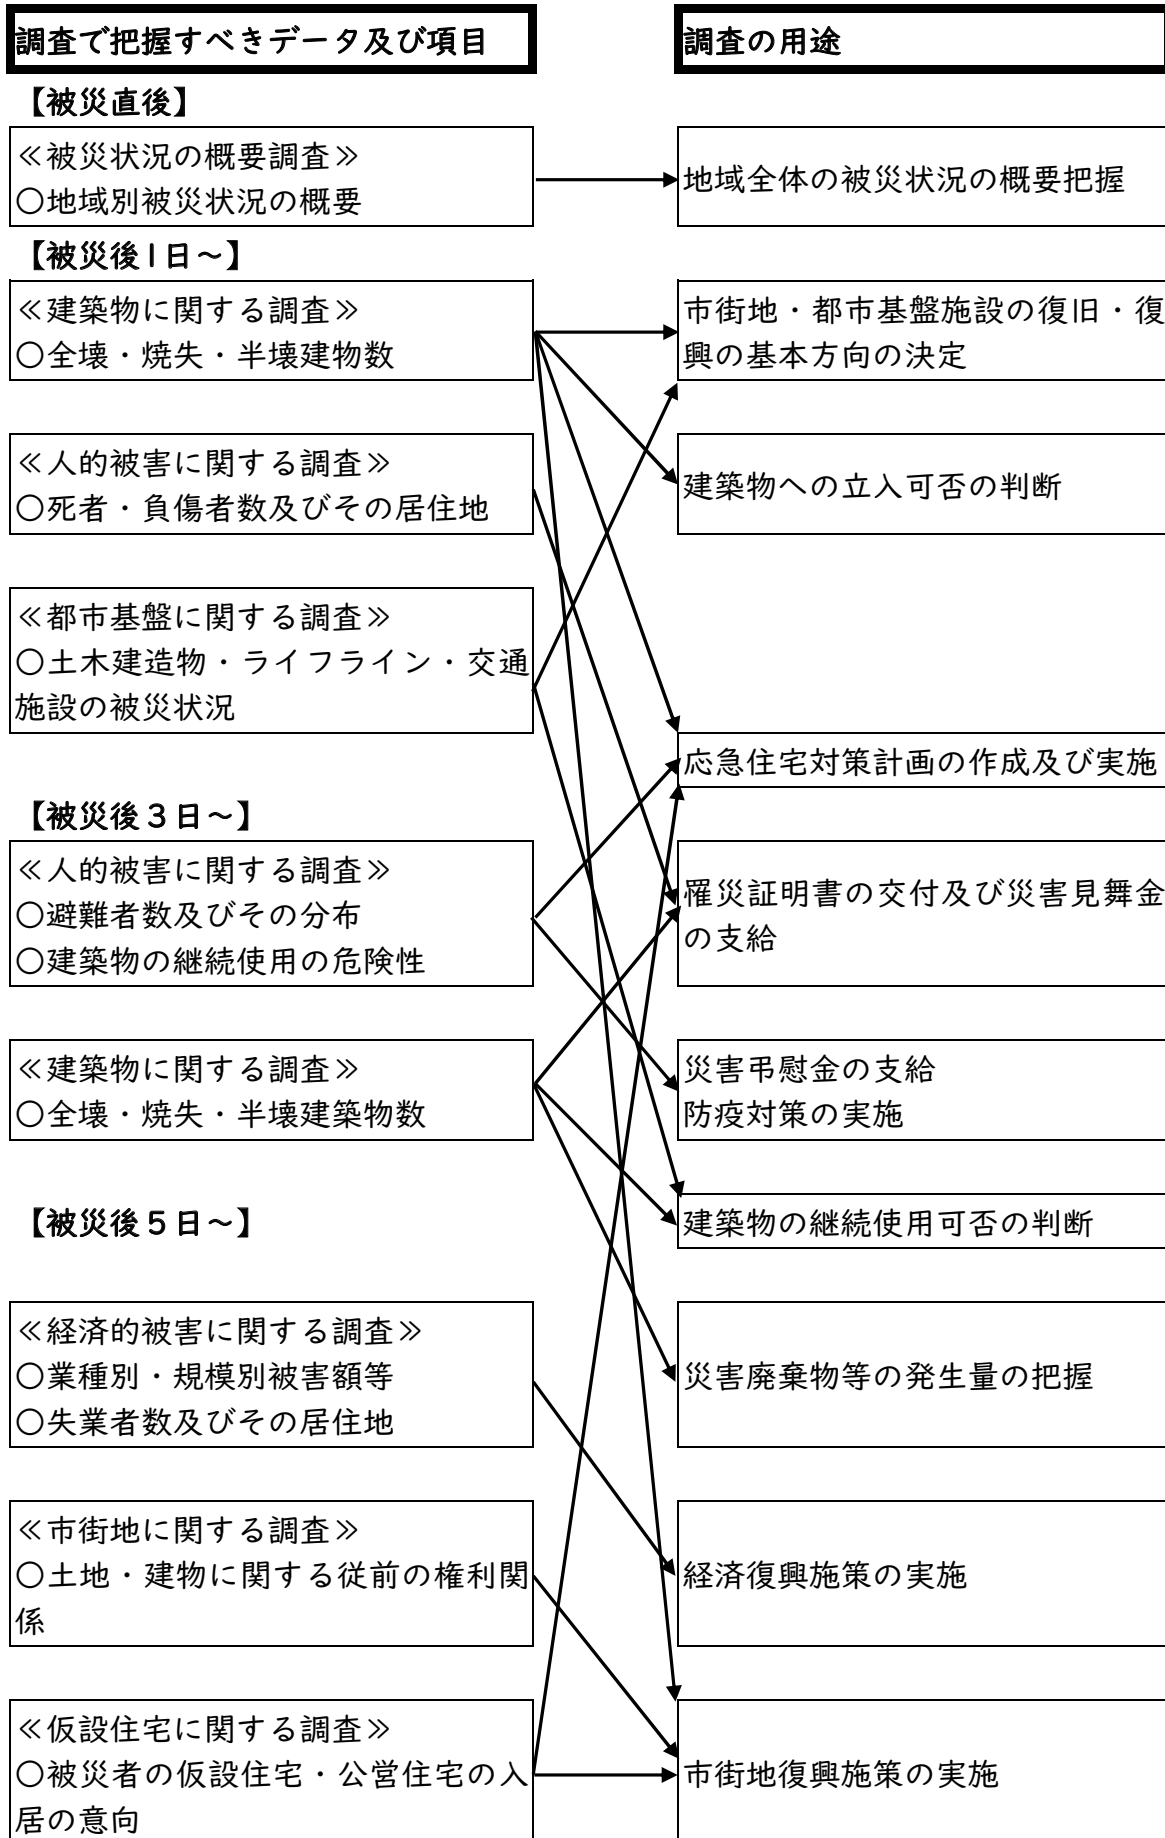 調査で把握すべきデータ及び項目
調査の用途
【被災直後】
≪被災状況の概要調査≫
○地域別被災状況の概要
地域全体の被災状況の概要把握
【被災後1日~】
≪建築物に関する調査≫
○全壊・焼失・半壊建物数
市街地・都市基盤施設の復旧・復
興の基本方向の決定
≪人的被害に関する調査≫
○死者・負傷者数及びその居住地
建築物への立入可否の判断
≪都市基盤に関する調査≫
○土木建造物・ライフライン・交通
施設の被災状況
応急住宅対策計画の作成及び実施
【被災後3日~】
≪人的被害に関する調査≫
○避難者数及びその分布
○建築物の継続使用の危険性
罹災証明書の交付及び災害見舞金
の支給
≪建築物に関する調査≫
○全壊・焼失・半壊建築物数
災害弔慰金の支給
防疫対策の実施
【被災後5日~】
建築物の継続使用可否の判断
≪経済的被害に関する調査≫
○業種別・規模別被害額等
○失業者数及びその居住地
災害廃棄物等の発生量の把握
≪市街地に関する調査≫
○土地・建物に関する従前の権利関
係
経済復興施策の実施
≪仮設住宅に関する調査≫
○被災者の仮設住宅・公営住宅の入
居の意向
市街地復興施策の実施